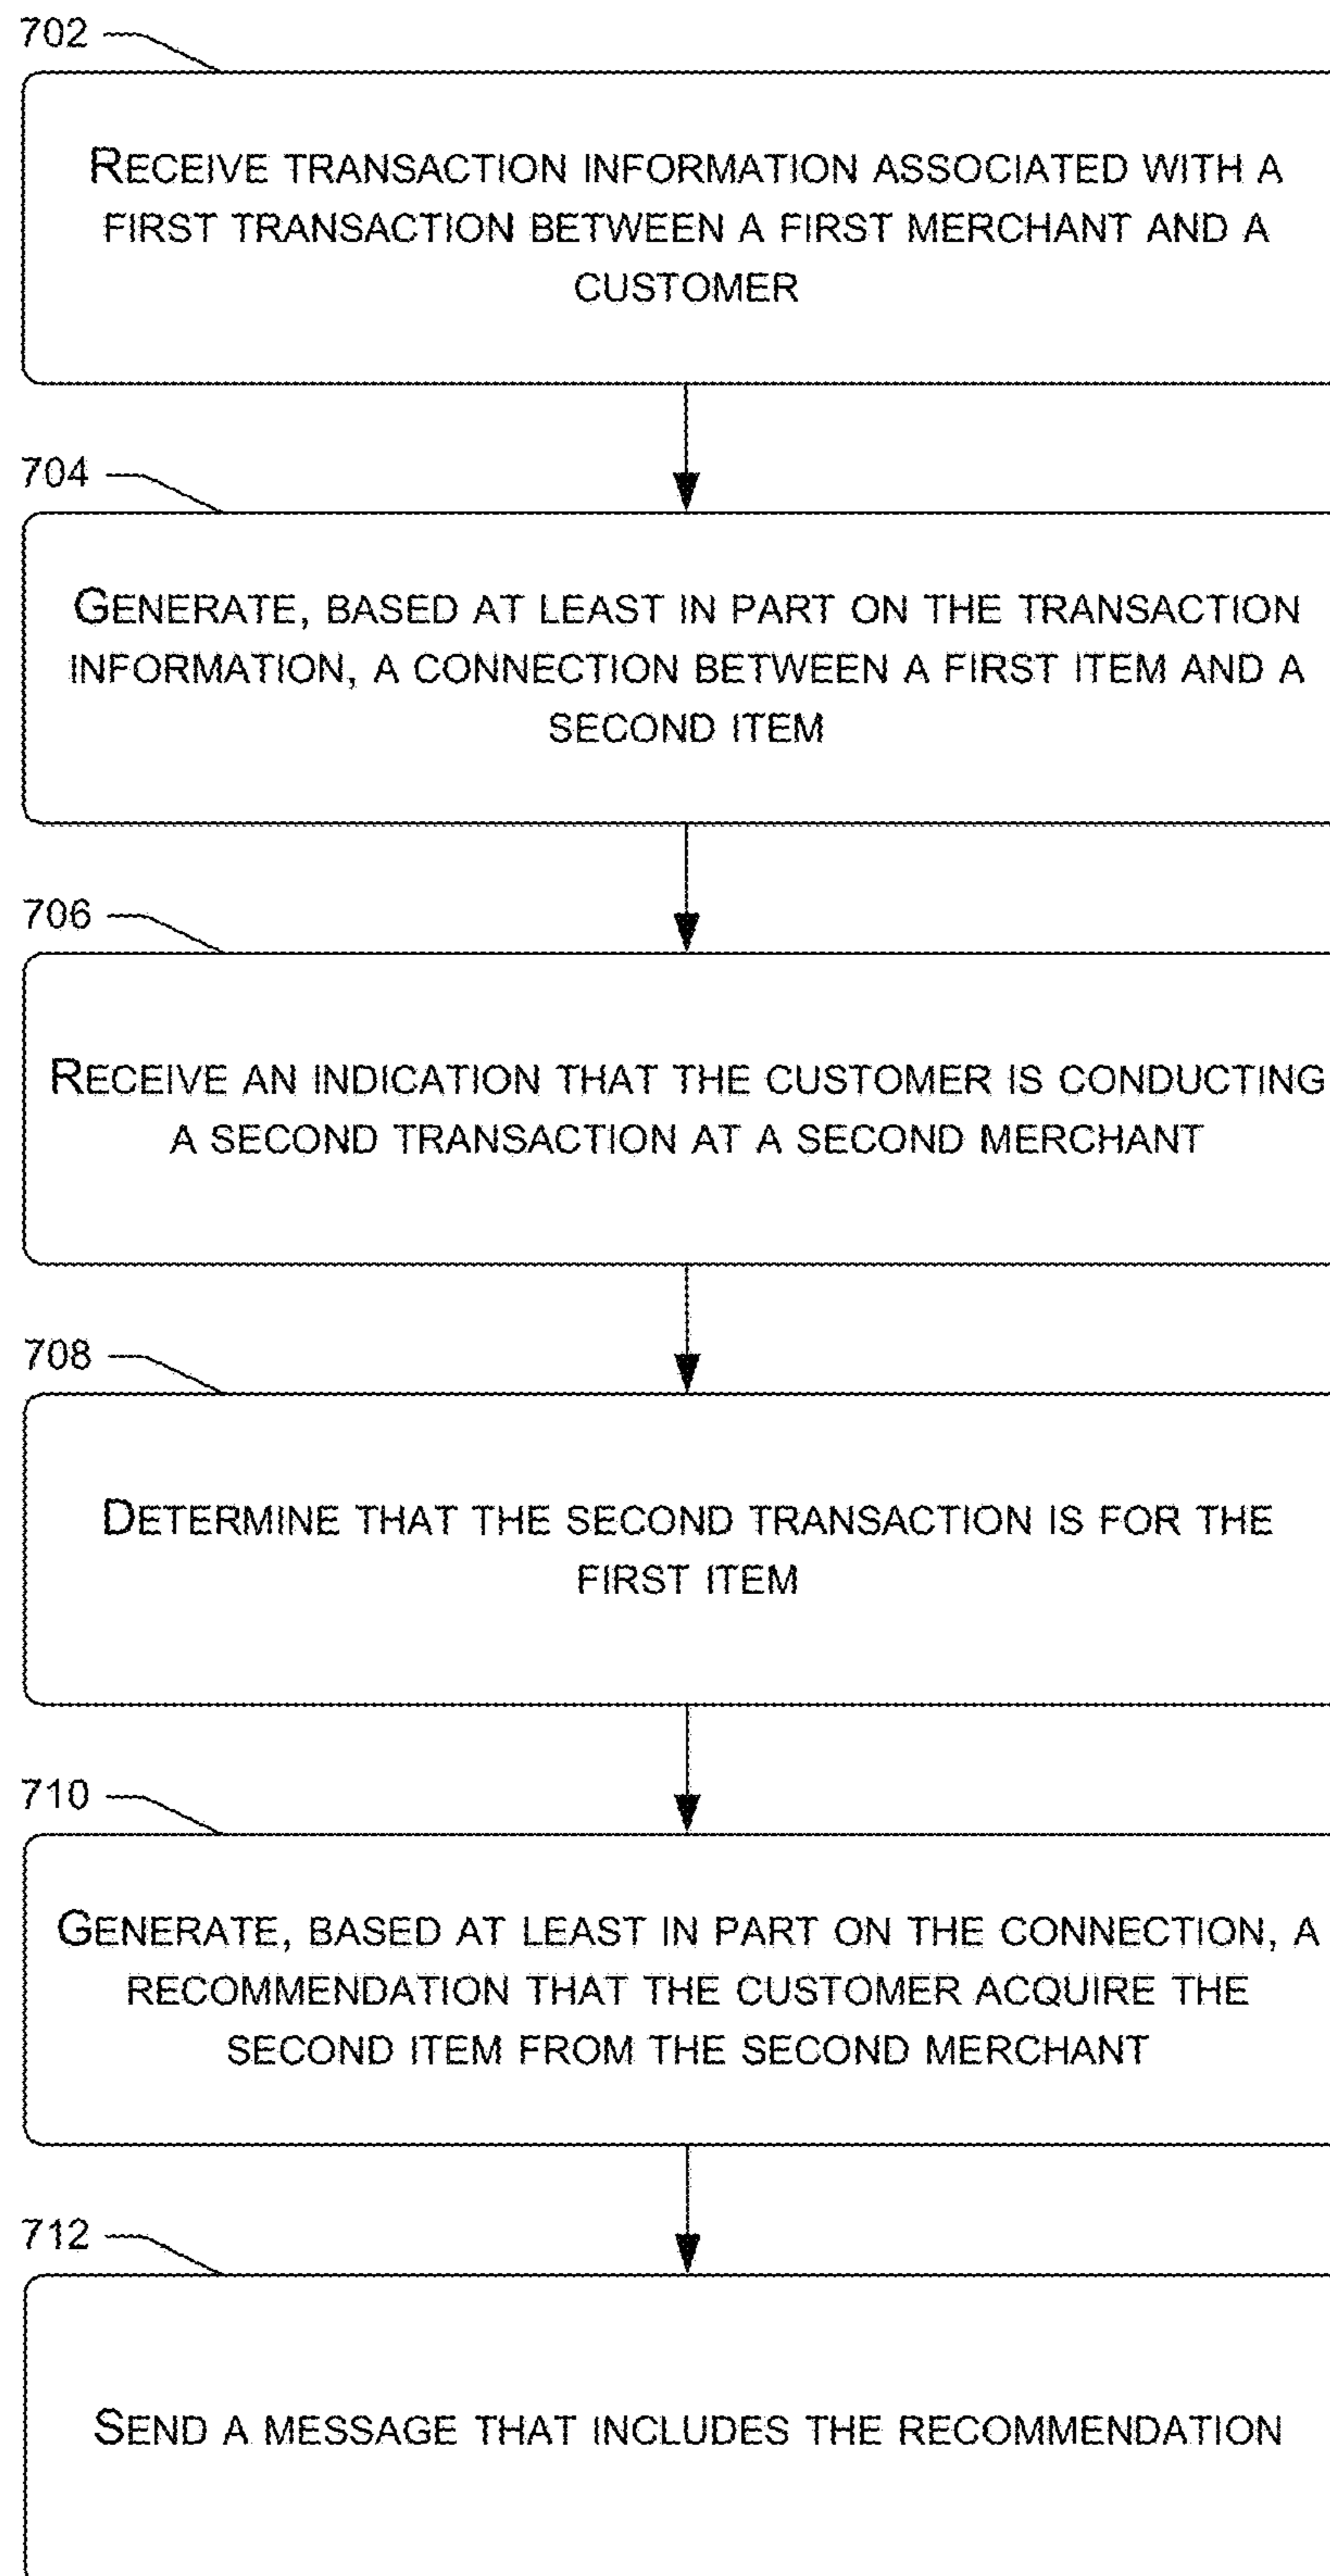 702
RECEIVE TRANSACTION INFORMATION ASSOCIATED WITH A
FIRST TRANSACTION BETWEEN A FIRST MERCHANT AND A
CUSTOMER
704
GENERATE, BASED AT LEAST IN PART ON THE TRANSACTION
INFORMATION, A CONNECTION BETWEEN A FIRST ITEM AND A
SECOND ITEM
706
RECEIVE AN INDICATION THAT THE CUSTOMER IS CONDUCTING
A SECOND TRANSACTION AT A SECOND MERCHANT
708
DETERMINE THAT THE SECOND TRANSACTION IS FOR THE
FIRST ITEM
710
GENERATE, BASED AT LEAST IN PART ON THE CONNECTION, A
RECOMMENDATION THAT THE CUSTOMER ACQUIRE THE
SECOND ITEM FROM THE SECOND MERCHANT
712
SEND A MESSAGE THAT INCLUDES THE RECOMMENDATION